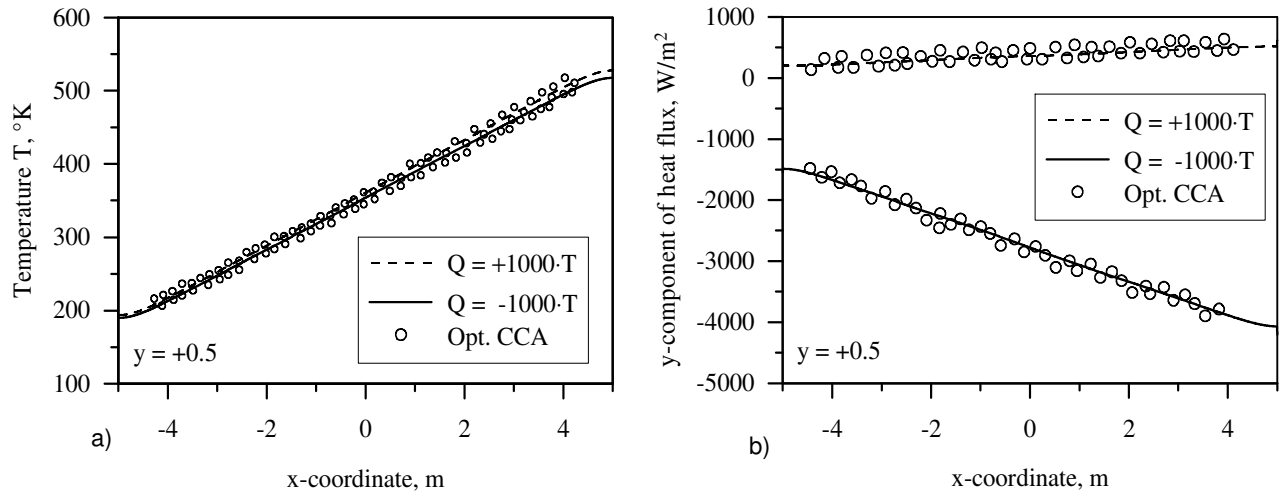 600
500
400
300
200
100
Temperature T, °K
Q = +1000·T
Q = -1000·T
Opt. CCA
y = +0.5
-4
-2
0
2
4
a)
x-coordinate, m
1000
0
-1000
-2000
-3000
-4000
-5000
y-component of heat flux, W/m²
Q = +1000·T
Q = -1000·T
Opt. CCA
y = +0.5
-4
-2
0
2
4
b)
x-coordinate, m